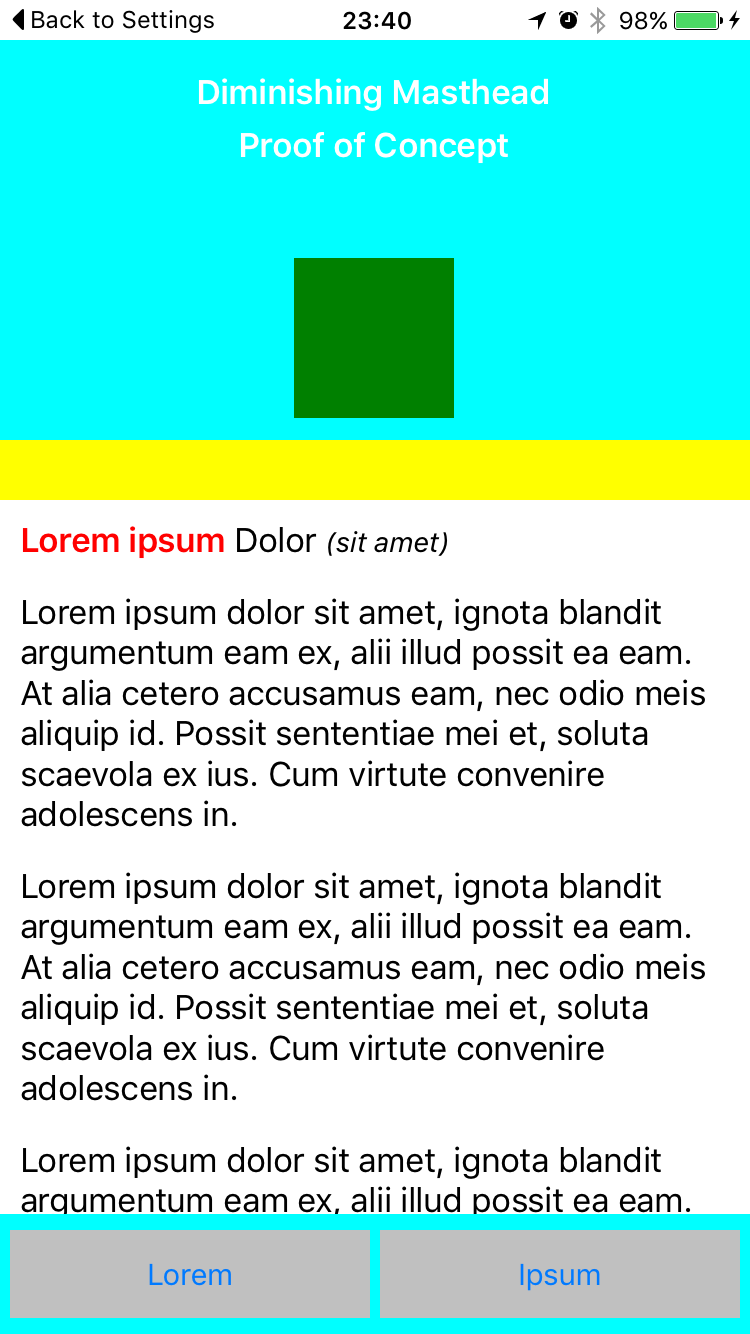 Back to Settings 23:40 98%
Diminishing Masthead
Proof of Concept
Lorem ipsum Dolor (sit amet)
Lorem ipsum dolor sit amet, ignota blandit
argumentum eam ex, alii illud possit ea eam.
At alia cetero accusamus eam, nec odio meis
aliquip id. Possit sententiae mei et, soluta
scaevola ex ius. Cum virtute convenire
adolescens in.
Lorem ipsum dolor sit amet, ignota blandit
argumentum eam ex, alii illud possit ea eam.
At alia cetero accusamus eam, nec odio meis
aliquip id. Possit sententiae mei et, soluta
scaevola ex ius. Cum virtute convenire
adolescens in.
Lorem ipsum dolor sit amet, ignota blandit
argumentum eam ex, alii illud possit ea eam.
Lorem Ipsum